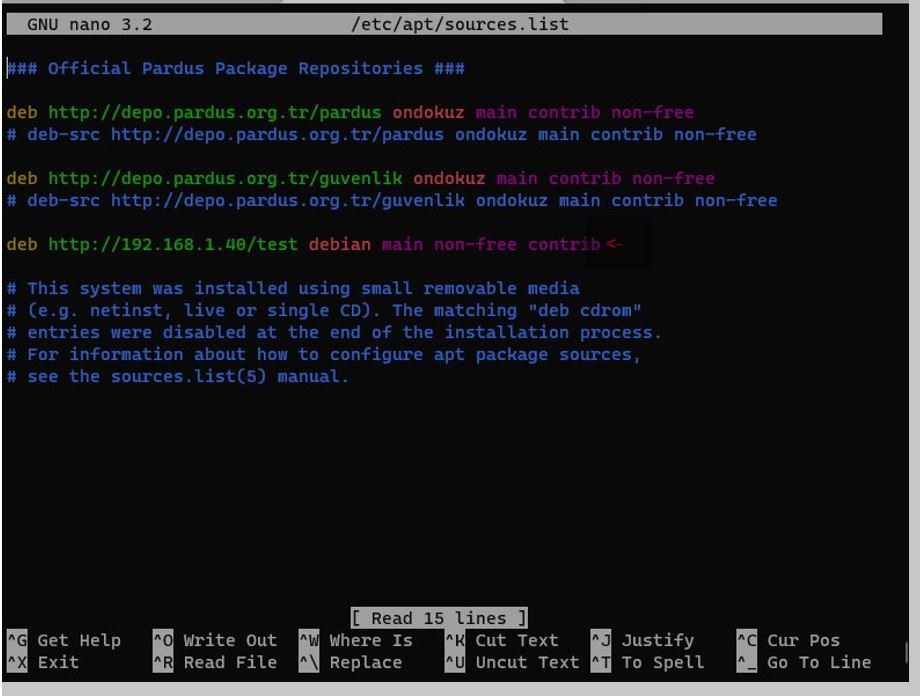 GNU nano 3.2 /etc/apt/sources.list
### Official Pardus Package Repositories ###
deb http://depo.pardus.org.tr/pardus ondokuz main contrib non-free
# deb-src http://depo.pardus.org.tr/pardus ondokuz main contrib non-free
deb http://depo.pardus.org.tr/guvenlik ondokuz main contrib non-free
# deb-src http://depo.pardus.org.tr/guvenlik ondokuz main contrib non-free
deb http://192.168.1.40/test debian main non-free contrib <-
# This system was installed using small removable media
# (e.g. netinst, live or single CD). The matching "deb cdrom"
# entries were disabled at the end of the installation process.
# For information about how to configure apt package sources,
# see the sources.list(5) manual.
[ Read 15 lines ]
^G Get Help ^O Write Out ^W Where Is ^K Cut Text ^J Justify ^C Cur Pos
^X Exit ^R Read File ^\ Replace ^U Uncut Text ^T To Spell ^_ Go To Line